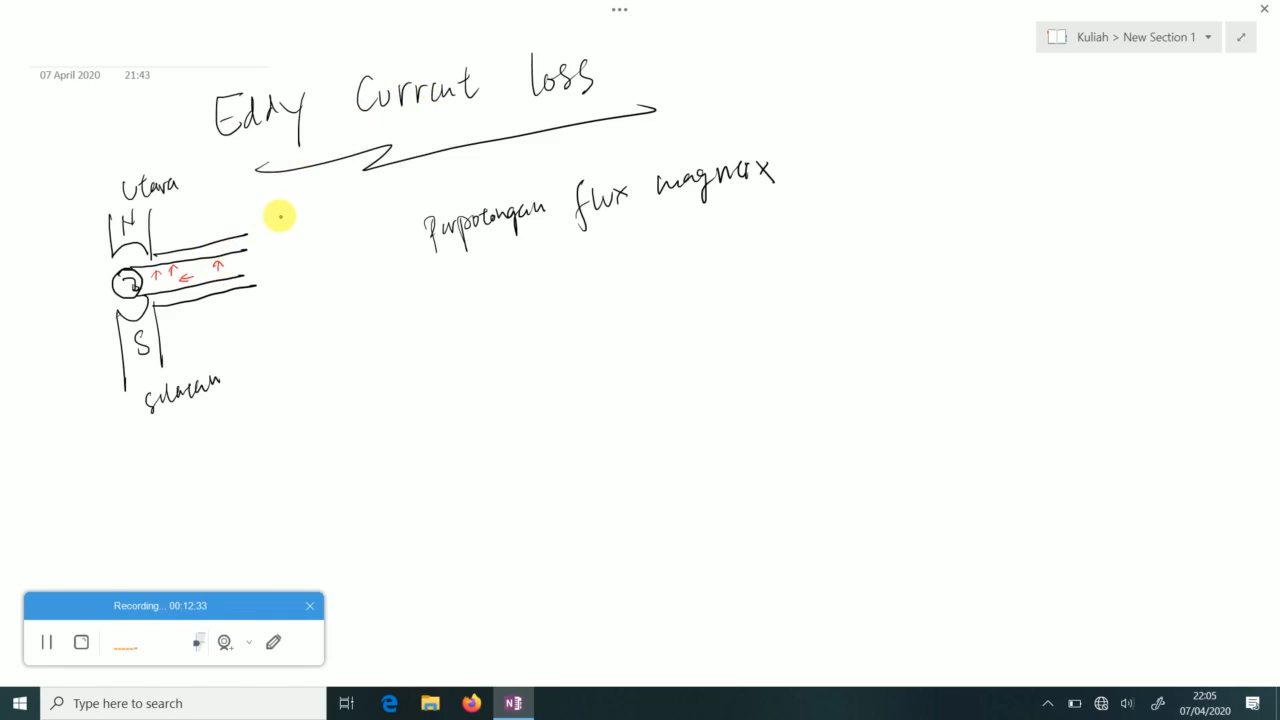 Kuliah > New Section 1
07 April 2020 21:43
Eddy Current loss
Utara
N
Perpotongan flux magnet
S
Selatan
Recording... 00:12:33
Type here to search
22:05
07/04/2020